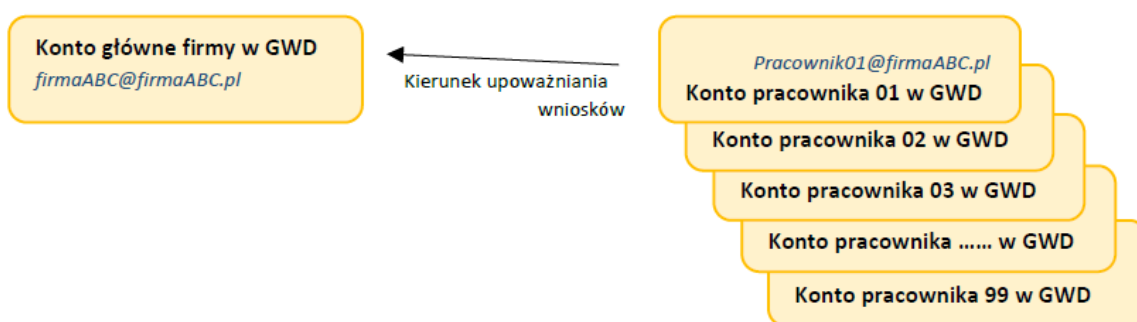 Konto główne firmy w GWD
firmaABC@firmaABC.pl
Kierunek upoważniania
wniosków
Pracownik01@firmaABC.pl
Konto pracownika 01 w GWD
Konto pracownika 02 w GWD
Konto pracownika 03 w GWD
Konto pracownika ...... w GWD
Konto pracownika 99 w GWD